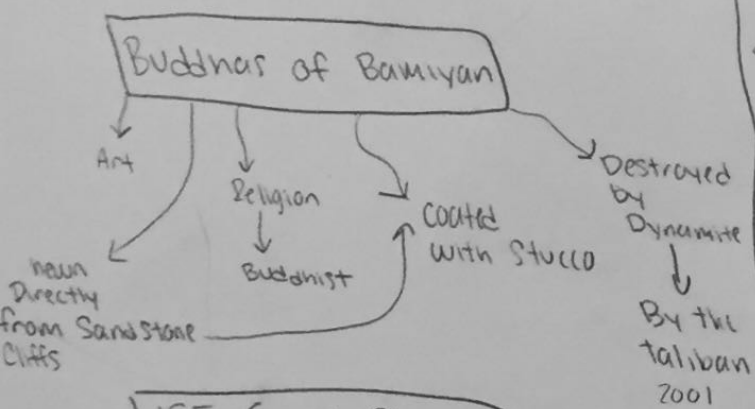 Buddhas of Bamiyan
Art
Religion
Buddhist
hewn
Directly
from Sandstone
Cliffs
Coated
with Stucco
Destroyed
by
Dynamite
By the
taliban
2001